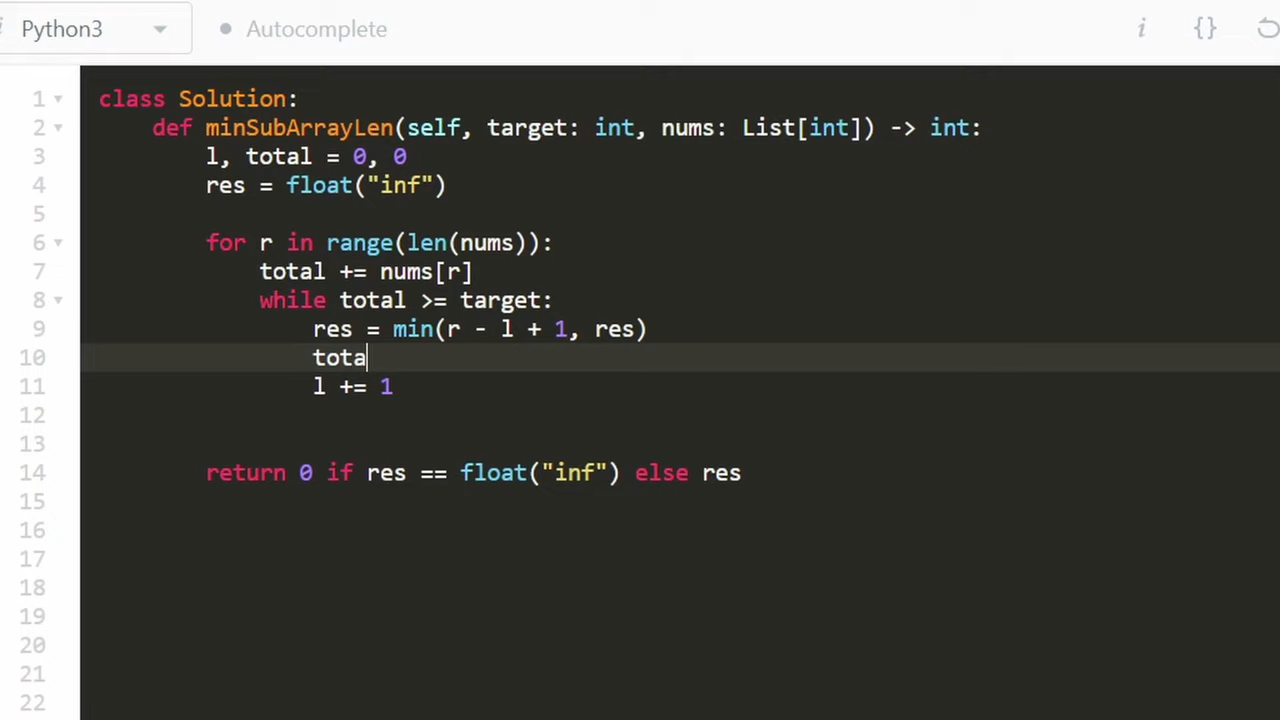 Python3 Autocomplete i {}
1 class Solution:
2 def minSubArrayLen(self, target: int, nums: List[int]) -> int:
3 l, total = 0, 0
4 res = float("inf")
5
6 for r in range(len(nums)):
7 total += nums[r]
8 while total >= target:
9 res = min(r - l + 1, res)
10 tota
11 l += 1
12
13
14 return 0 if res == float("inf") else res
15
16
17
18
19
20
21
22